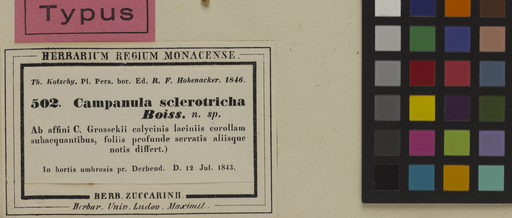 Typus
HERBARIUM REGIUM MONACENSE.
Th. Kotschy. Pl. Pers. bor. Ed. R. F. Hohenacker. 1846.
502. Campanula sclerotricha
Boiss. n. sp.
Ab affini C. Grossekii calycinis laciniis corollam
subaequantibus, foliis profunde serratis aliisque
notis differt.)
In hortis umbrosis pr. Derbend. D. 12 Jul. 1843.
HERB. ZUCCARINII
Herbar. Univ. Ludov. Maximil.